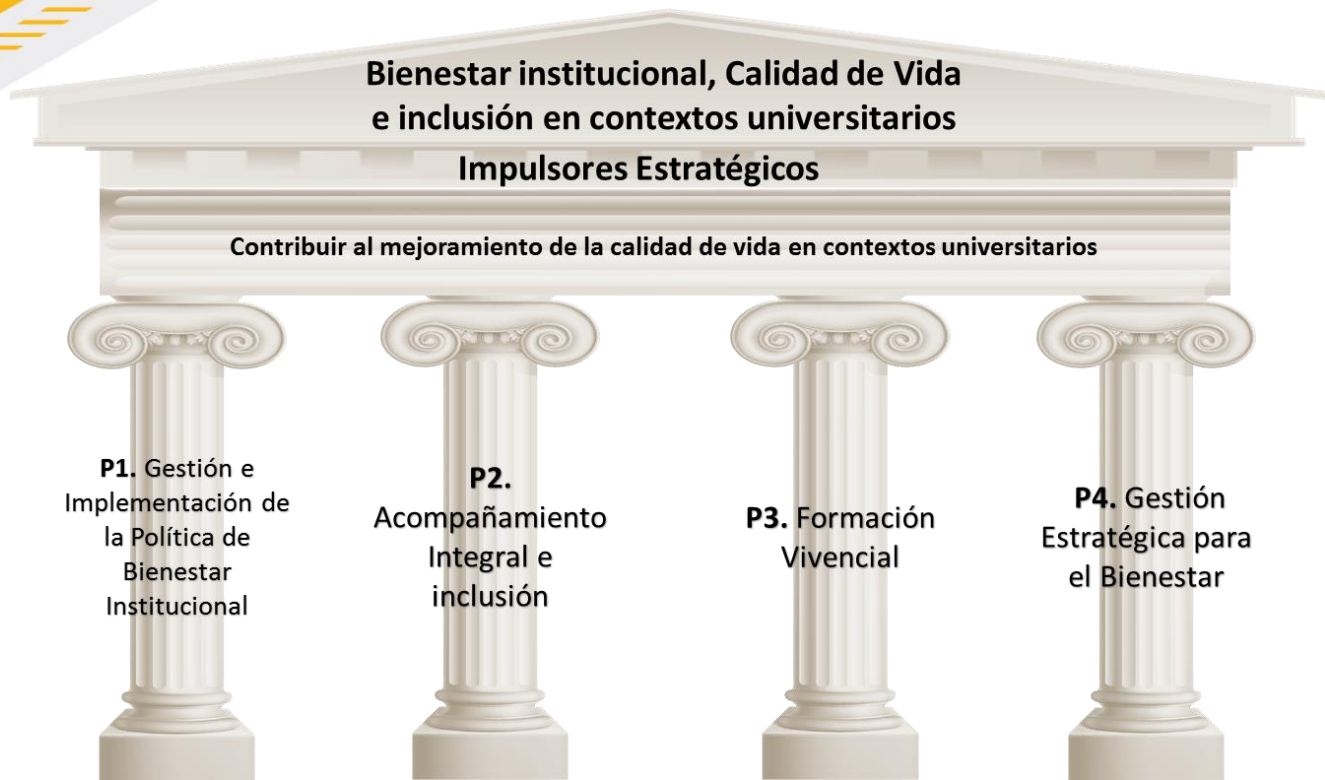 Bienestar institucional, Calidad de Vida
e inclusión en contextos universitarios
Impulsores Estratégicos
Contribuir al mejoramiento de la calidad de vida en contextos universitarios
P1. Gestión e
Implementación de
la Política de
Bienestar
Institucional
P2.
Acompañamiento
Integral e
inclusión
P3. Formación
Vivencial
P4. Gestión
Estratégica para
el Bienestar